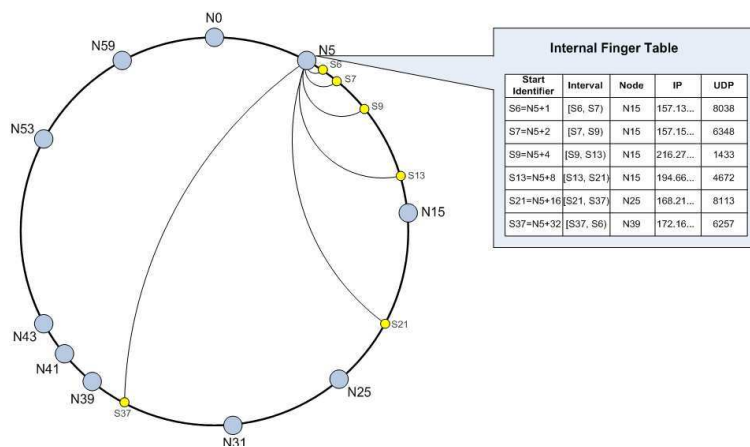 N0
N59
N5
S6
S7
S9
N53
S13
N15
S21
N43
N41
N39
S37
N25
N31
Internal Finger Table
Start Identifier Interval Node IP UDP
S6=N5+1 [S6, S7) N15 157.13... 8038
S7=N5+2 [S7, S9) N15 157.15... 6348
S9=N5+4 [S9, S13) N15 216.27... 1433
S13=N5+8 [S13, S21) N15 194.66... 4672
S21=N5+16 [S21, S37) N25 168.21... 8113
S37=N5+32 [S37, S6) N39 172.16... 6257